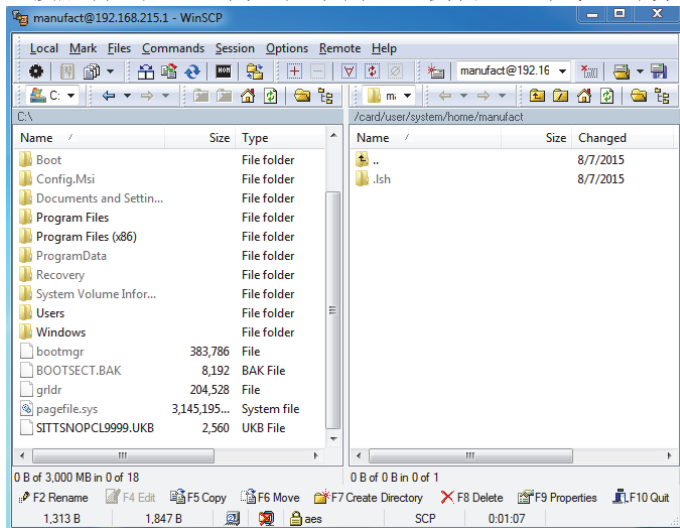 manufact@192.168.215.1 - WinSCP
Local Mark Files Commands Session Options Remote Help
manufact@192.16
C:
C:\
/card/user/system/home/manufact
Name Size Type
Name Size Changed
Boot File folder
.. 8/7/2015
Config.Msi File folder
.lsh 8/7/2015
Documents and Settin... File folder
Program Files File folder
Program Files (x86) File folder
ProgramData File folder
Recovery File folder
System Volume Infor... File folder
Users File folder
Windows File folder
bootmgr 383,786 File
BOOTSECT.BAK 8,192 BAK File
grldr 204,528 File
pagefile.sys 3,145,195... System file
SITTSNOPCL9999.UKB 2,560 UKB File
0 B of 3,000 MB in 0 of 18
0 B of 0 B in 0 of 1
F2 Rename F4 Edit F5 Copy F6 Move F7 Create Directory F8 Delete F9 Properties F10 Quit
1,313 B 1,847 B aes SCP 0:01:07